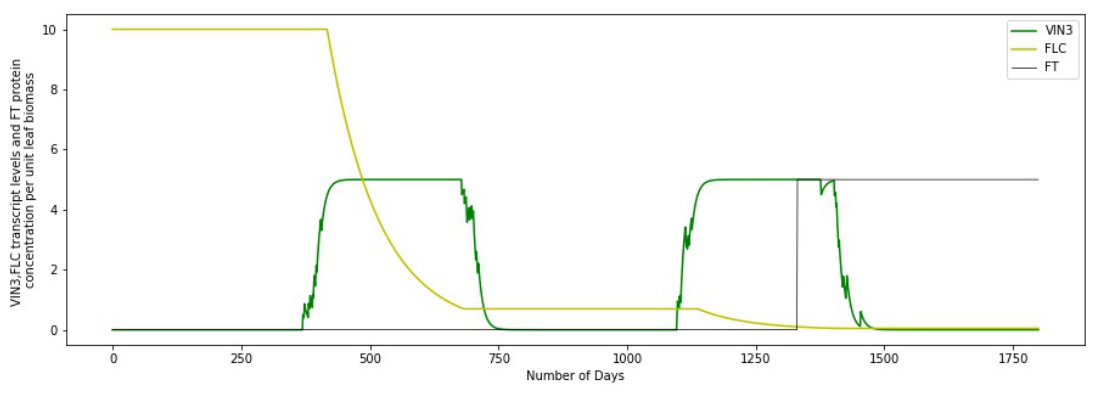 VIN3,FLC transcript levels and FT protein
concentration per unit leaf biomass
10
8
6
4
2
0
VIN3
FLC
FT
0 250 500 750 1000 1250 1500 1750
Number of Days